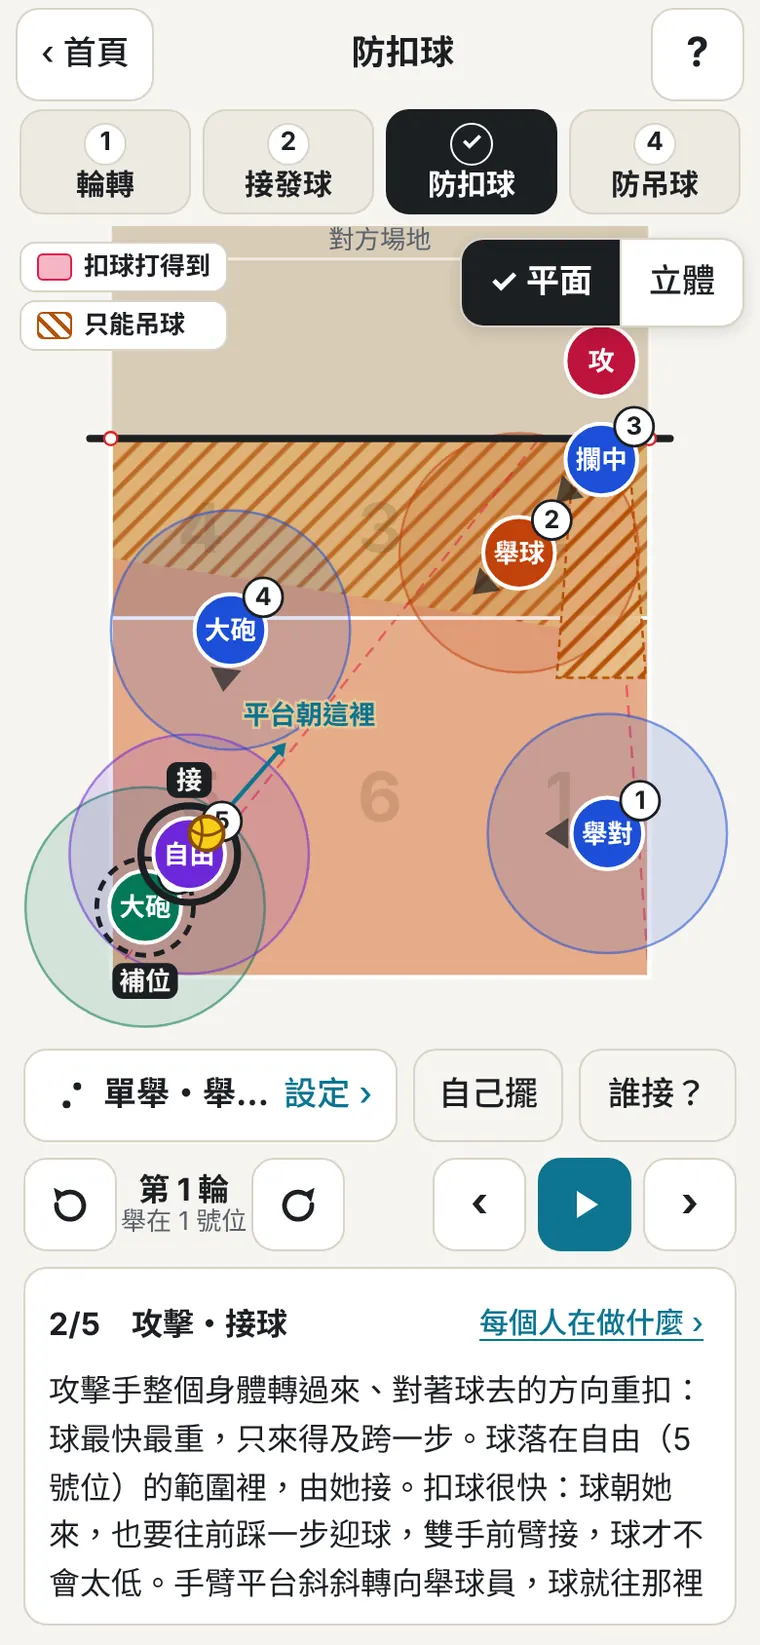 ‹ 首頁
防扣球
?
1
輪轉
2
接發球
防扣球
4
防吊球
對方場地
扣球打得到
只能吊球
平面
立體
攻
3
攔中
4
3
2
舉球
4
大砲
平台朝這裡
接
6
1
1
5
舉對
自由
大砲
補位
單舉・舉… 設定 ›
自己擺
誰接？
第 1 輪
舉在 1 號位
‹
›
2/5 攻擊・接球
每個人在做什麼 ›
攻擊手整個身體轉過來、對著球去的方向重扣：
球最快最重，只來得及跨一步。球落在自由（5
號位）的範圍裡，由她接。扣球很快：球朝她
來，也要往前踩一步迎球，雙手前臂接，球才不
會太低。手臂平台斜斜轉向舉球員，球就往那裡